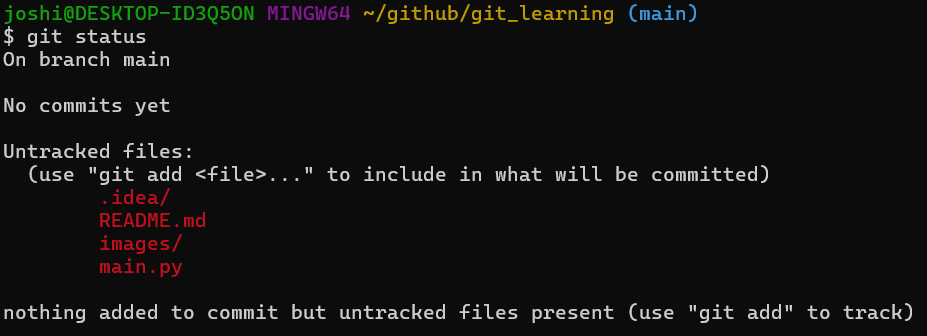 joshi@DESKTOP-ID3Q5ON MINGW64 ~/github/git_learning (main)
$ git status
On branch main
No commits yet
Untracked files:
(use "git add <file>..." to include in what will be committed)
.idea/
README.md
images/
main.py
nothing added to commit but untracked files present (use "git add" to track)